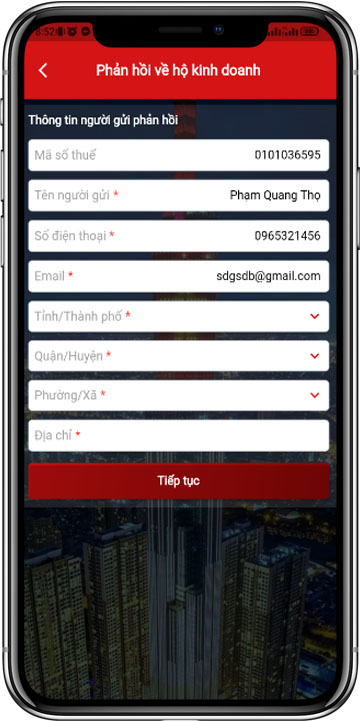 8:52
Phản hồi về hộ kinh doanh
Thông tin người gửi phản hồi
Mã số thuế 0101036595
Tên người gửi * Phạm Quang Thọ
Số điện thoại * 0965321456
Email * sdgsdb@gmail.com
Tỉnh/Thành phố *
Quận/Huyện *
Phường/Xã *
Địa chỉ *
Tiếp tục